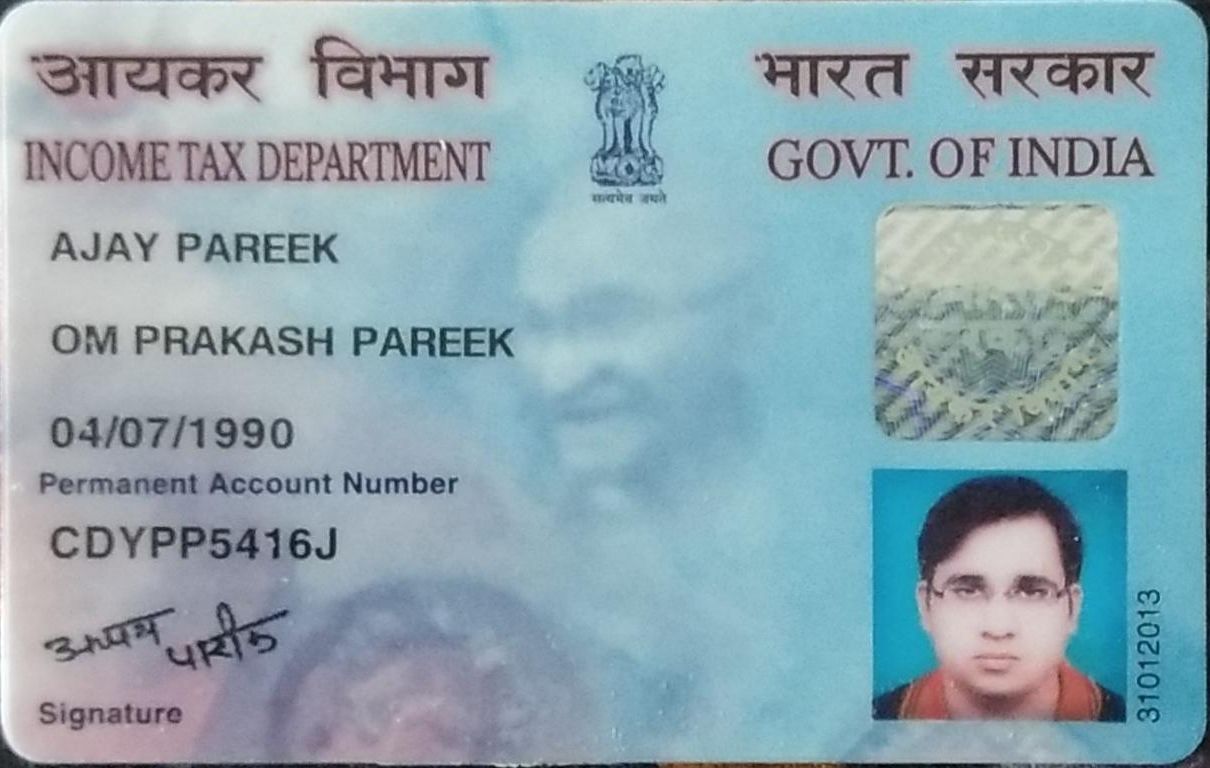 आयकर विभाग
भारत सरकार
INCOME TAX DEPARTMENT
GOVT. OF INDIA
सत्यमेव जयते
AJAY PAREEK
OM PRAKASH PAREEK
04/07/1990
Permanent Account Number
CDYPP5416J
अजय पारीक
Signature
31012013